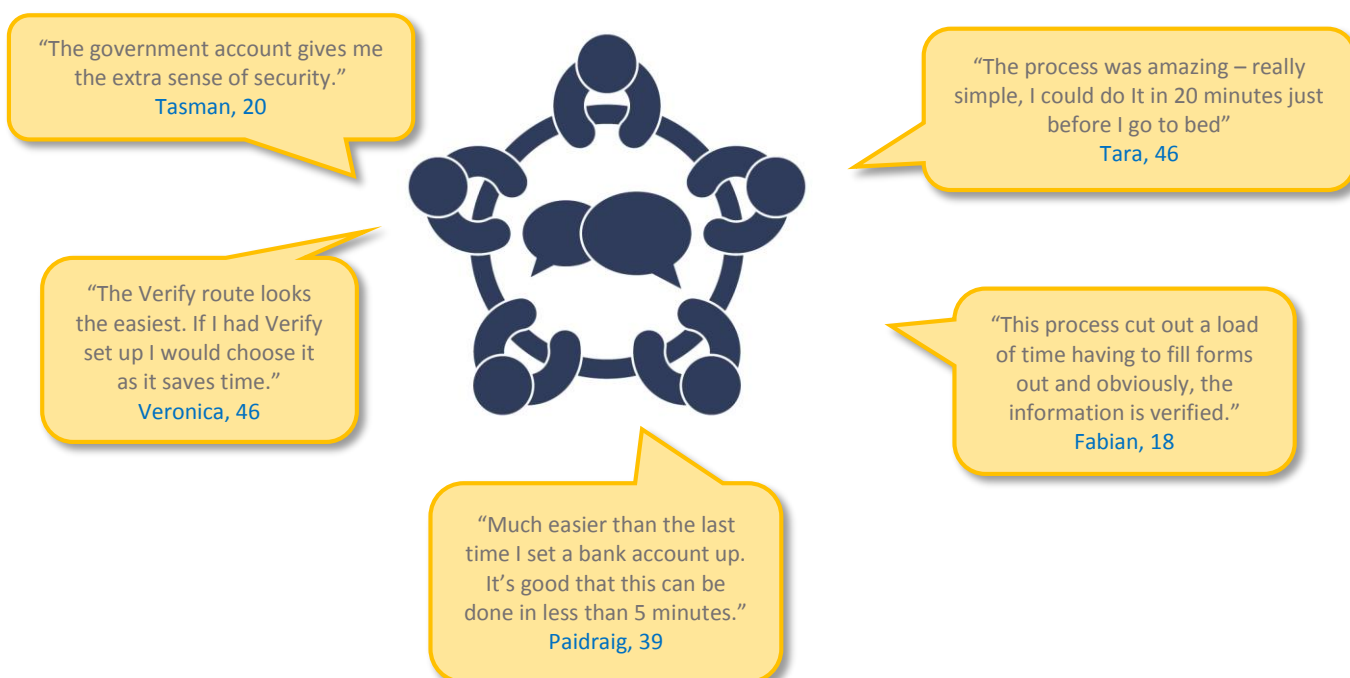 “The government account gives me
the extra sense of security.”
Tasman, 20
“The process was amazing – really
simple, I could do It in 20 minutes just
before I go to bed”
Tara, 46
“The Verify route looks
the easiest. If I had Verify
set up I would choose it
as it saves time.”
Veronica, 46
“This process cut out a load
of time having to fill forms
out and obviously, the
information is verified.”
Fabian, 18
“Much easier than the last
time I set a bank account up.
It’s good that this can be
done in less than 5 minutes.”
Paidraig, 39